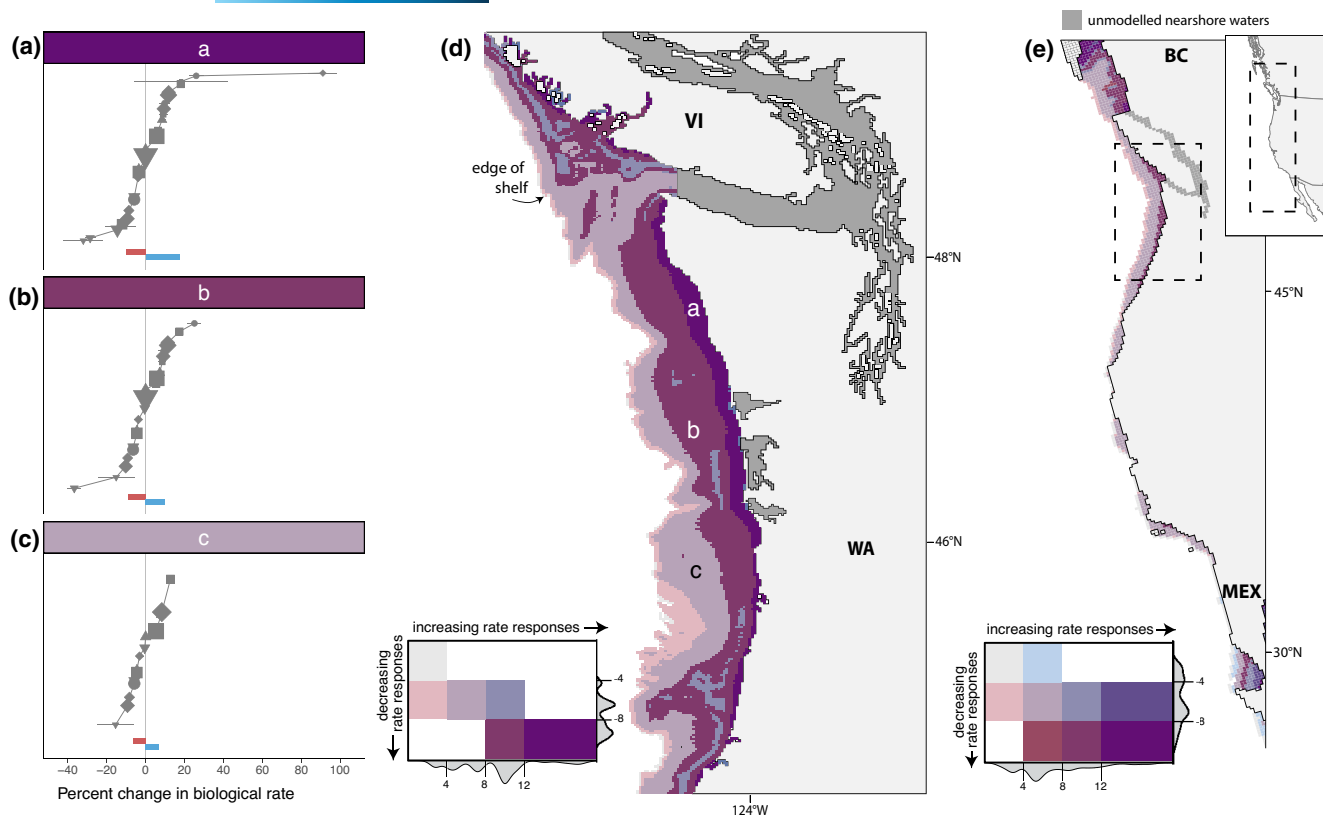 unmodelled nearshore waters
(a)
a
(b)
b
(c)
c
-40 -20 0 20 40 60 80 100
Percent change in biological rate
(d)
VI
edge of
shelf
a
b
c
WA
48°N
46°N
124°W
increasing rate responses
decreasing
rate responses
-4
-8
4 8 12
(e)
BC
45°N
MEX
30°N
increasing rate responses
decreasing
rate responses
-4
-8
4 8 12